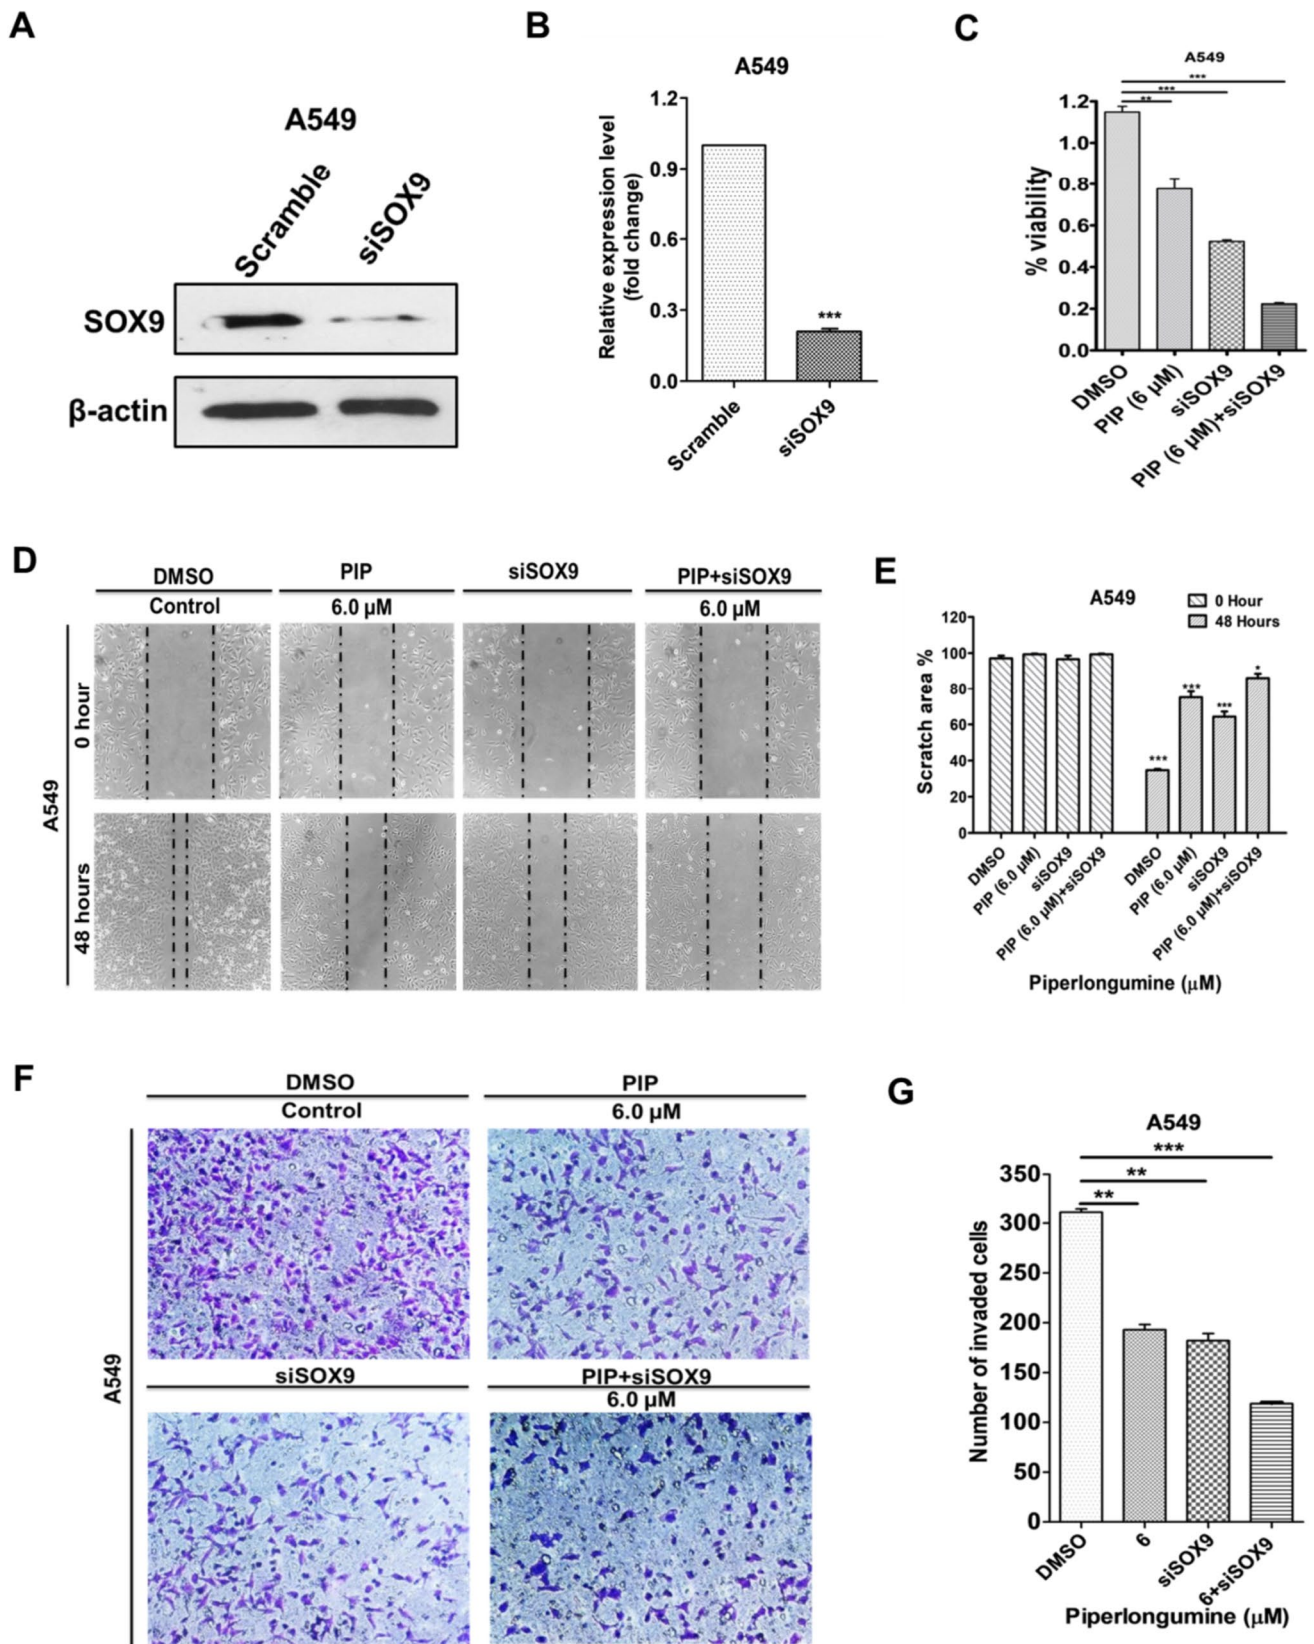 A
A549
Scramble
siSOX9
SOX9
β-actin
B
A549
Relative expression level
(fold change)
1.2
0.9
0.6
0.3
0.0
***
Scramble
siSOX9
C
A549
***
***
**
% viability
1.2
1.0
0.8
0.6
0.4
0.2
0.0
DMSO
PIP (6 µM)
siSOX9
PIP (6 µM)+siSOX9
D
DMSO
PIP
siSOX9
PIP+siSOX9
Control
6.0 µM
6.0 µM
A549
0 hour
48 hours
E
A549
0 Hour
48 Hours
Scratch area %
120
100
80
60
40
20
0
***
***
***
*
DMSO
PIP (6.0 µM)
siSOX9
PIP (6.0 µM)+siSOX9
DMSO
PIP (6.0 µM)
siSOX9
PIP (6.0 µM)+siSOX9
Piperlongumine (µM)
F
DMSO
PIP
Control
6.0 µM
A549
siSOX9
PIP+siSOX9
6.0 µM
G
A549
***
**
**
Number of invaded cells
350
300
250
200
150
100
50
0
DMSO
6
siSOX9
6+siSOX9
Piperlongumine (µM)